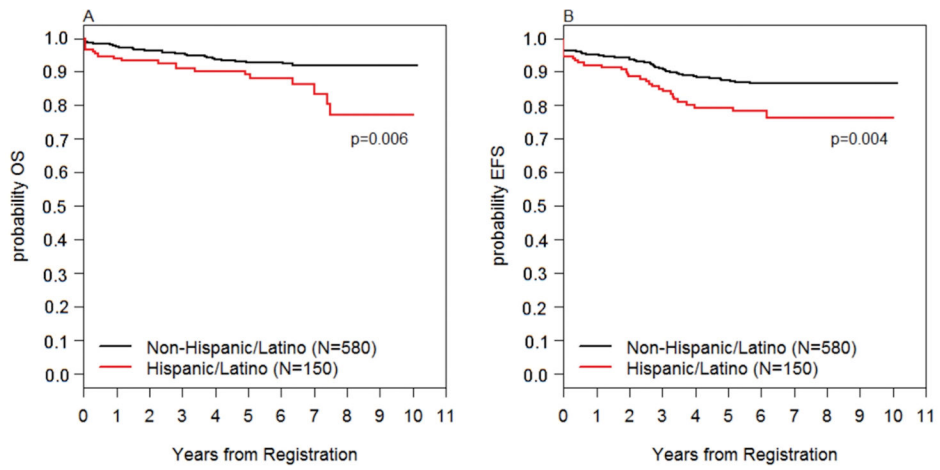 A
1.0
0.9
0.8
0.7
0.6
0.5
0.4
0.3
0.2
0.1
0.0
probability OS
p=0.006
Non-Hispanic/Latino (N=580)
Hispanic/Latino (N=150)
0 1 2 3 4 5 6 7 8 9 10 11
Years from Registration
B
1.0
0.9
0.8
0.7
0.6
0.5
0.4
0.3
0.2
0.1
0.0
probability EFS
p=0.004
Non-Hispanic/Latino (N=580)
Hispanic/Latino (N=150)
0 1 2 3 4 5 6 7 8 9 10 11
Years from Registration